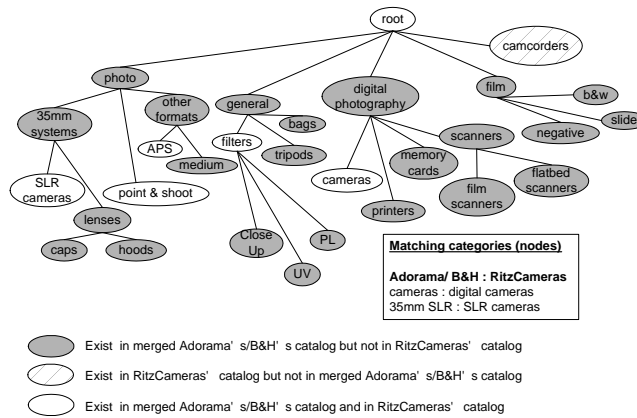 root
camcorders
photo
digital
photography
film
b&w
other
formats
general
slide
35mm
systems
bags
scanners
negative
APS
filters
tripods
memory
cards
flatbed
scanners
medium
SLR
cameras
point & shoot
cameras
film
scanners
printers
lenses
caps
hoods
Close
Up
PL
UV
Matching categories (nodes)
Adorama/ B&H : RitzCameras
cameras : digital cameras
35mm SLR : SLR cameras
Exist in merged Adorama' s/B&H' s catalog but not in RitzCameras' catalog
Exist in RitzCameras' catalog but not in merged Adorama' s/B&H' s catalog
Exist in merged Adorama' s/B&H' s catalog and in RitzCameras' catalog